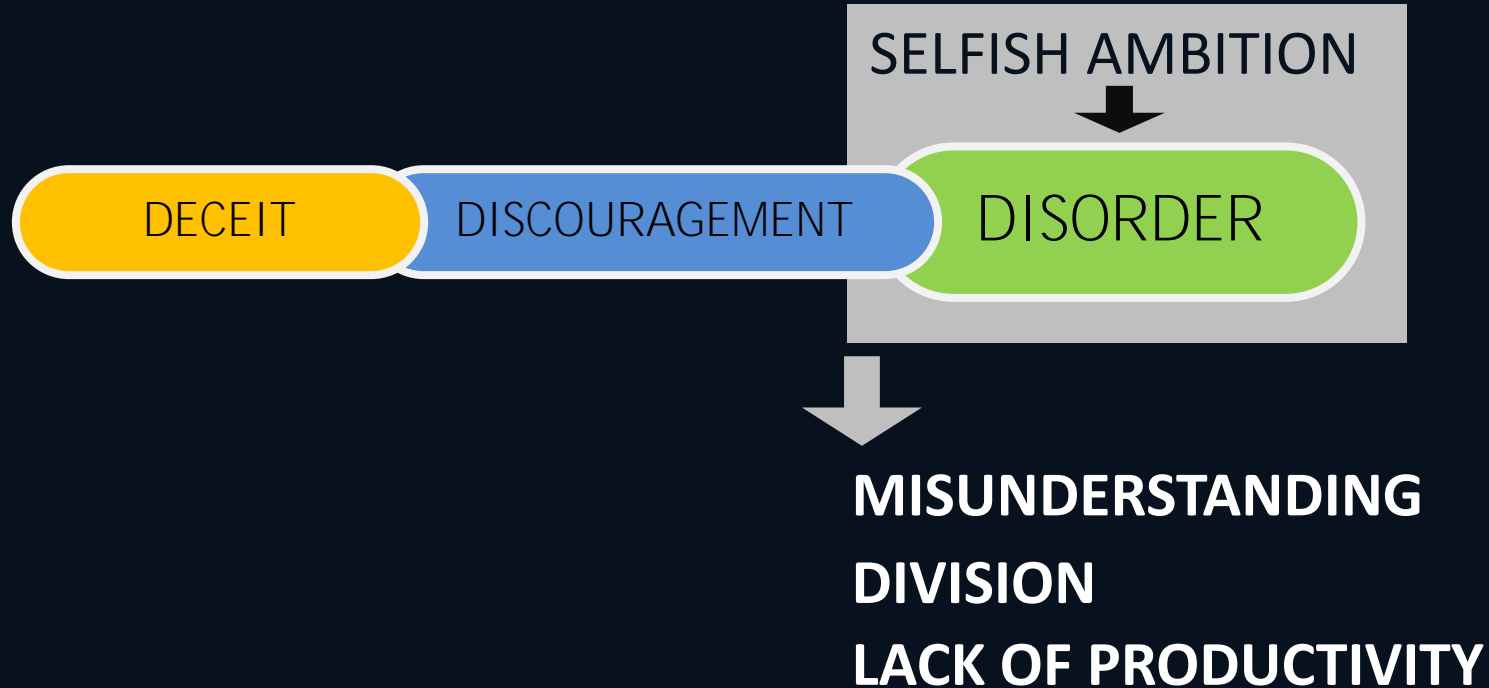 SELFISH AMBITION
DECEIT
DISCOURAGEMENT
DISORDER
MISUNDERSTANDING
DIVISION
LACK OF PRODUCTIVITY